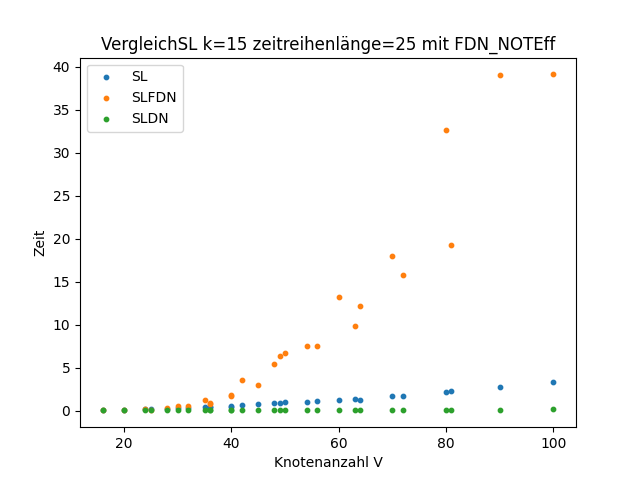 VergleichSL k=15 zeitreihenlänge=25 mit FDN_NOTEff
SL
SLFDN
SLDN
40
35
30
25
20
15
10
5
0
Zeit
20 40 60 80 100
Knotenanzahl V